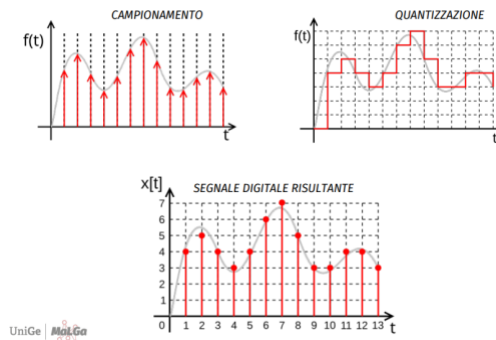 CAMPIONAMENTO
f(t)
t
QUANTIZZAZIONE
f(t)
t
SEGNALE DIGITALE RISULTANTE
x[t]
7
6
5
4
3
2
1
0 1 2 3 4 5 6 7 8 9 10 11 12 13
t
UniGe | MaLGa